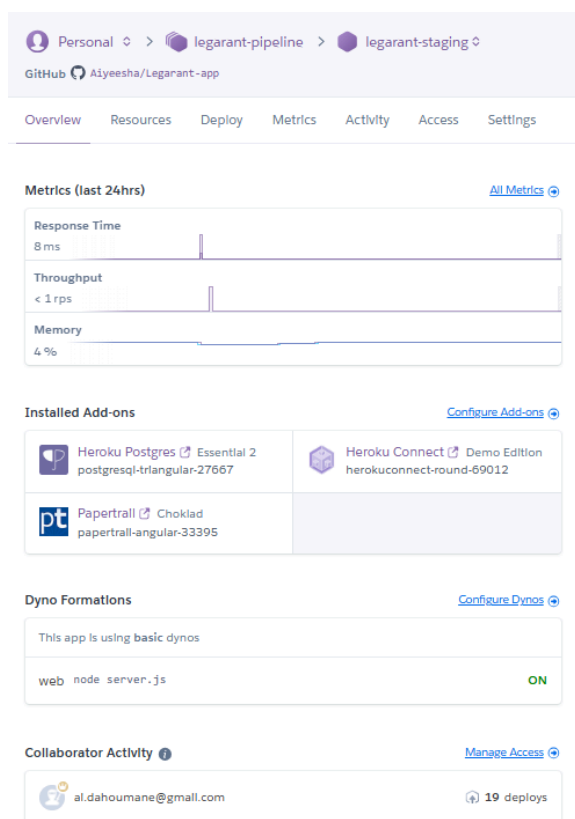 Personal > legarant-pipeline > legarant-staging
GitHub Aiyeesha/Legarant-app
Overview Resources Deploy Metrics Activity Access Settings
Metrics (last 24hrs) All Metrics
Response Time
8 ms
Throughput
< 1 rps
Memory
4 %
Installed Add-ons Configure Add-ons
Heroku Postgres Essential 2
postgresql-triangular-27667
Heroku Connect Demo Edition
herokuconnect-round-69012
pt Papertrail Choklad
papertrail-angular-33395
Dyno Formations Configure Dynos
This app is using basic dynos
web node server.js ON
Collaborator Activity Manage Access
al.dahoumane@gmail.com 19 deploys